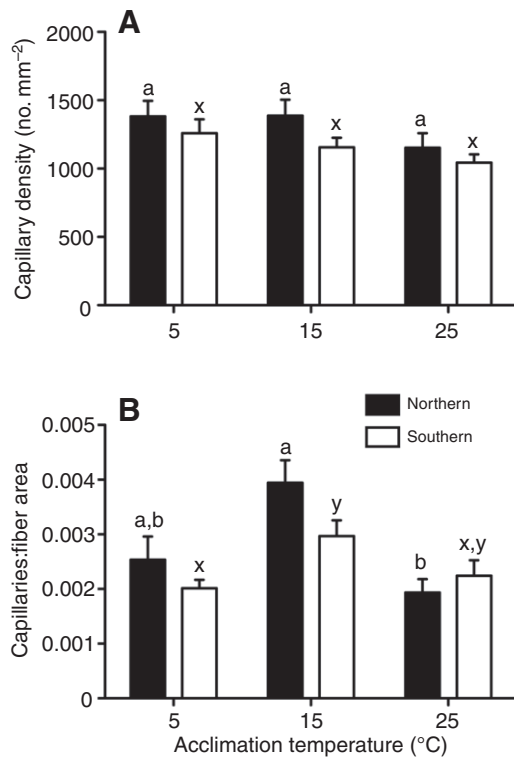 A
Capillary density (no. mm⁻²)
2000
1500
1000
500
0
a
x
a
x
a
x
5
15
25
B
Northern
Southern
Capillaries:fiber area
0.005
0.004
0.003
0.002
0.001
0
a,b
x
a
y
b
x,y
5
15
25
Acclimation temperature (°C)